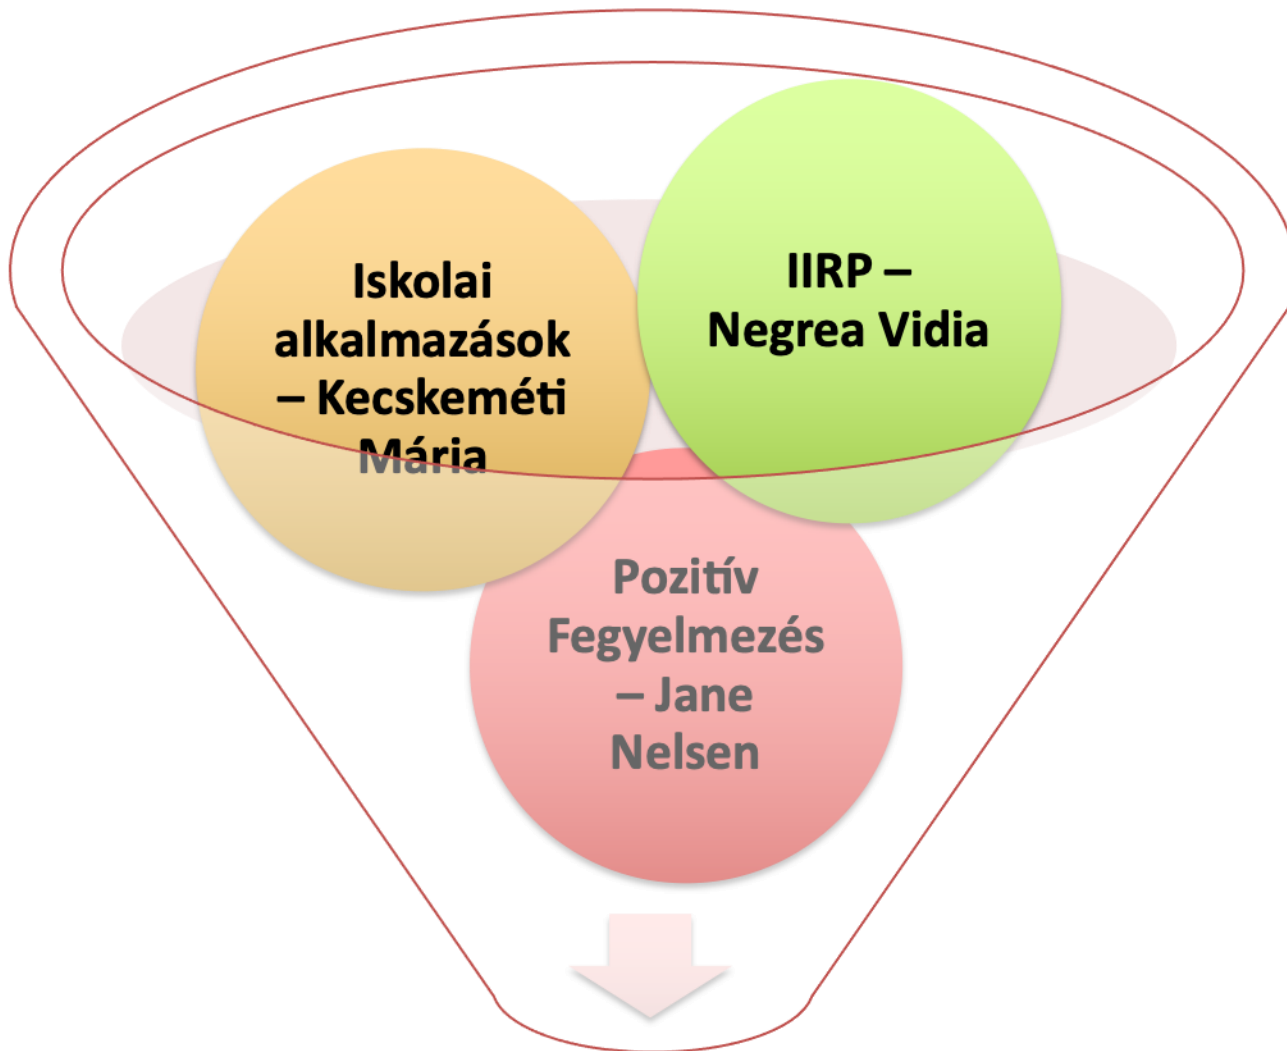 Iskolai
alkalmazások
– Kecskeméti
Mária
IIRP –
Negrea Vidia
Pozitív
Fegyelmezés
– Jane
Nelsen